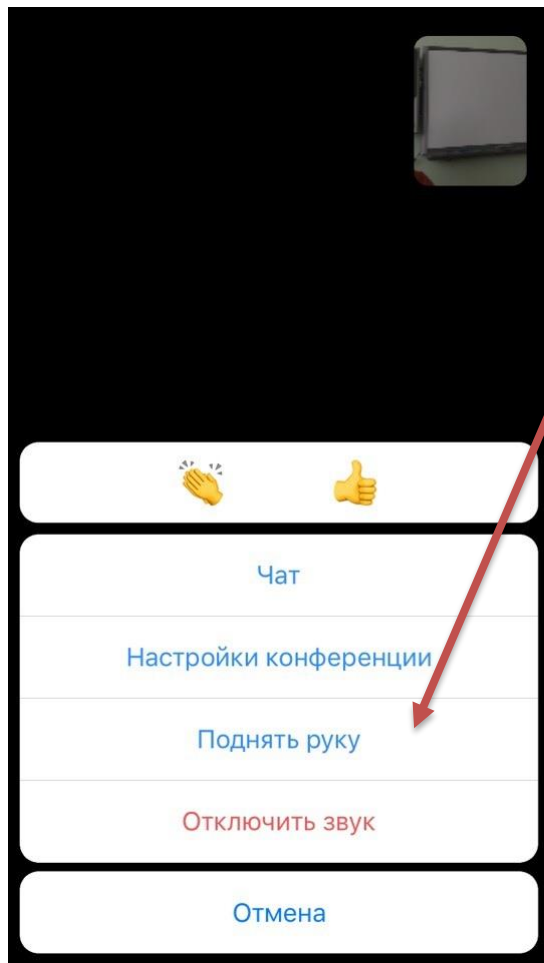 Чат
Настройки конференции
Поднять руку
Отключить звук
Отмена